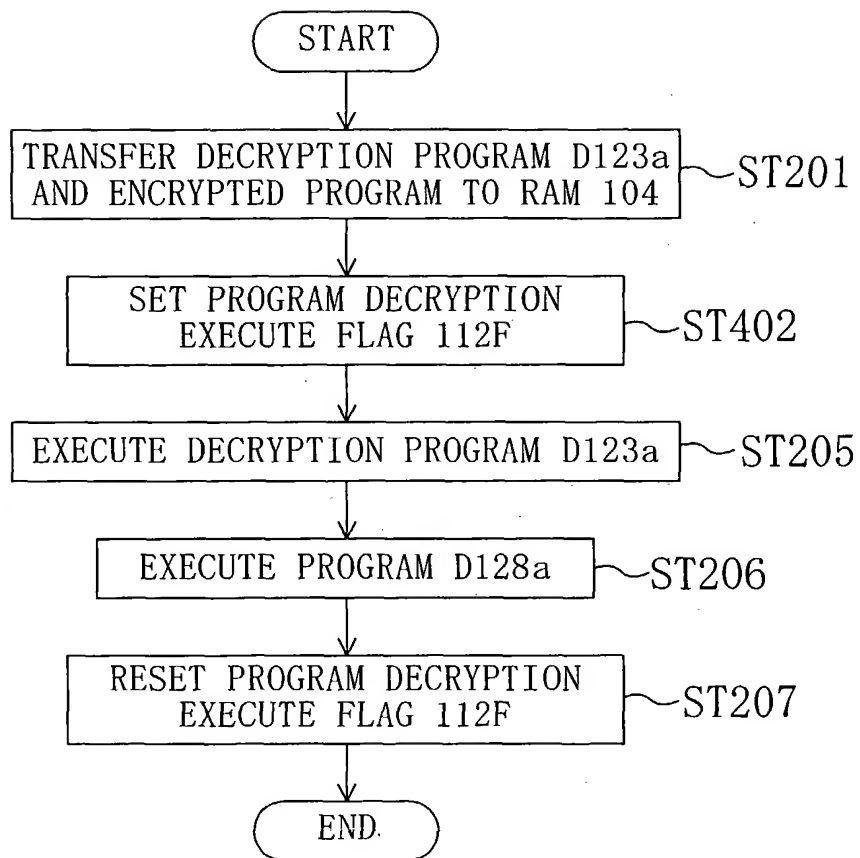 START
TRANSFER DECRYPTION PROGRAM D123a
AND ENCRYPTED PROGRAM TO RAM 104
ST201
SET PROGRAM DECRYPTION
EXECUTE FLAG 112F
ST402
EXECUTE DECRYPTION PROGRAM D123a
ST205
EXECUTE PROGRAM D128a
ST206
RESET PROGRAM DECRYPTION
EXECUTE FLAG 112F
ST207
END